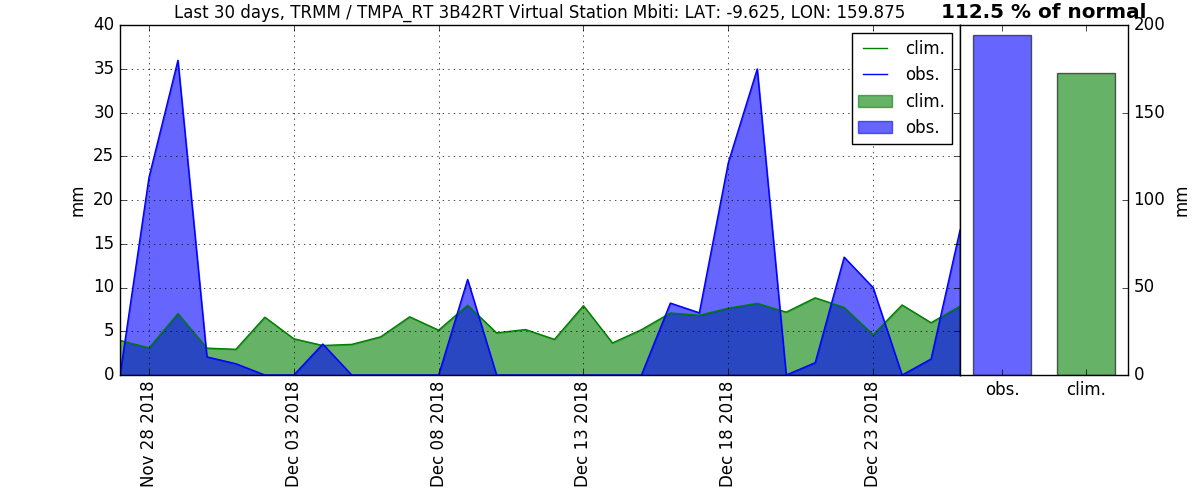 Last 30 days, TRMM / TMPA_RT 3B42RT Virtual Station Mbiti: LAT: -9.625, LON: 159.875
112.5 % of normal
40
35
30
25
20
15
10
5
0
mm
clim.
obs.
clim.
obs.
Nov 28 2018
Dec 03 2018
Dec 08 2018
Dec 13 2018
Dec 18 2018
Dec 23 2018
200
150
100
50
0
mm
obs.
clim.